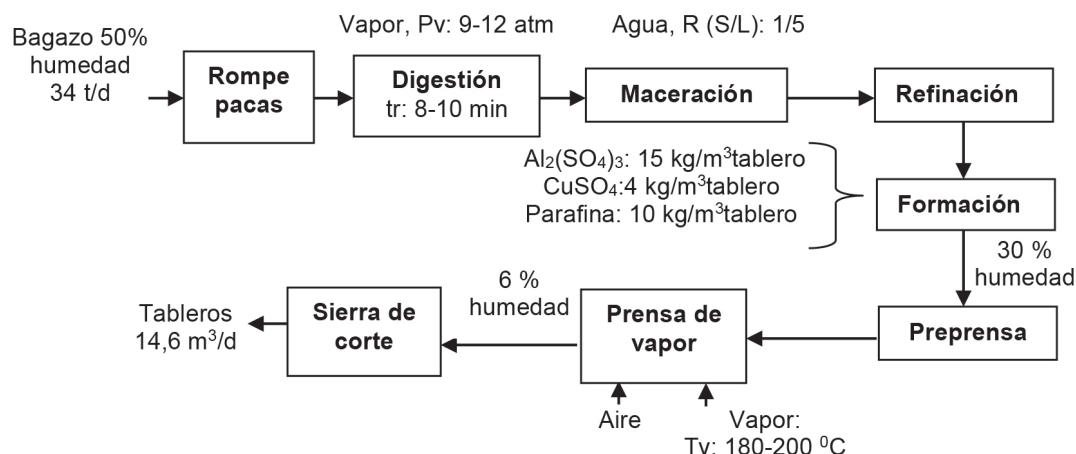 Bagazo 50%
humedad
34 t/d
Rompe
pacas
Vapor, Pv: 9-12 atm
Digestión
tr: 8-10 min
Agua, R (S/L): 1/5
Maceración
Refinación
Al₂(SO₄)₃: 15 kg/m³tablero
CuSO₄:4 kg/m³tablero
Parafina: 10 kg/m³tablero
Formación
30 %
humedad
Preprensa
Prensa de
vapor
Aire
Vapor:
Tv: 180-200 ⁰C
6 %
humedad
Sierra de
corte
Tableros
14,6 m³/d